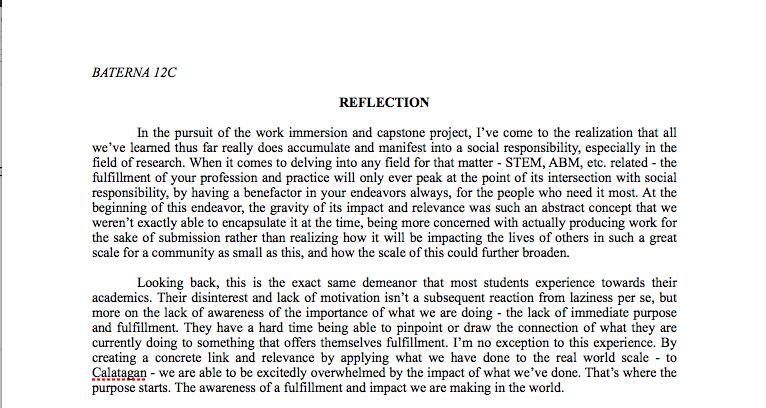 BATERNA 12C
REFLECTION
In the pursuit of the work immersion and capstone project, I've come to the realization that all
we've learned thus far really does accumulate and manifest into a social responsibility, especially in the
field of research. When it comes to delving into any field for that matter - STEM, ABM, etc. related - the
fulfillment of your profession and practice will only ever peak at the point of its intersection with social
responsibility, by having a benefactor in your endeavors always, for the people who need it most. At the
beginning of this endeavor, the gravity of its impact and relevance was such an abstract concept that we
weren't exactly able to encapsulate it at the time, being more concerned with actually producing work for
the sake of submission rather than realizing how it will be impacting the lives of others in such a great
scale for a community as small as this, and how the scale of this could further broaden.
Looking back, this is the exact same demeanor that most students experience towards their
academics. Their disinterest and lack of motivation isn't a subsequent reaction from laziness per se, but
more on the lack of awareness of the importance of what we are doing - the lack of immediate purpose
and fulfillment. They have a hard time being able to pinpoint or draw the connection of what they are
currently doing to something that offers themselves fulfillment. I'm no exception to this experience. By
creating a concrete link and relevance by applying what we have done to the real world scale - to
Calatagan - we are able to be excitedly overwhelmed by the impact of what we've done. That's where the
purpose starts. The awareness of a fulfillment and impact we are making in the world.